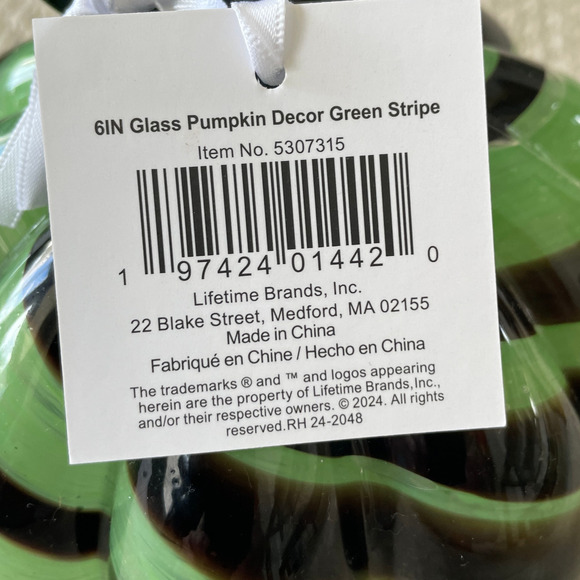 6IN Glass Pumpkin Decor Green Stripe
Item No. 5307315
1 97424 01442 0
Lifetime Brands, Inc.
22 Blake Street, Medford, MA 02155
Made in China
Fabriqué en Chine / Hecho en China
The trademarks ® and ™ and logos appearing
herein are the property of Lifetime Brands,Inc.,
and/or their respective owners. © 2024. All rights
reserved.RH 24-2048